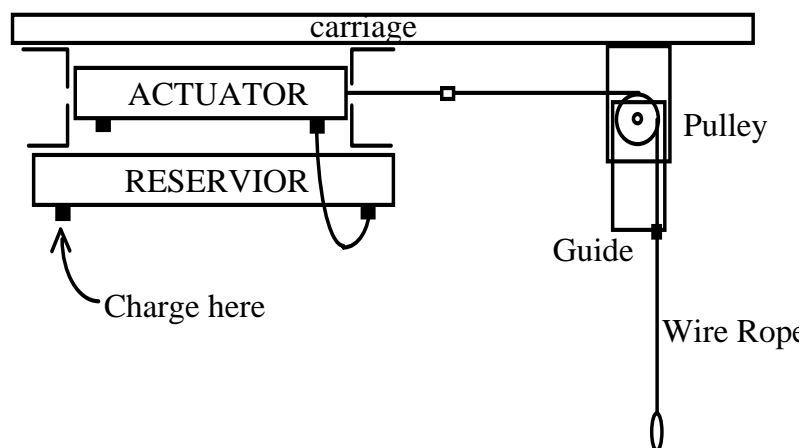 carriage
ACTUATOR
Pulley
RESERVIOR
Guide
Charge here
Wire Rope